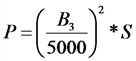 P = (B₃/5000)² * S